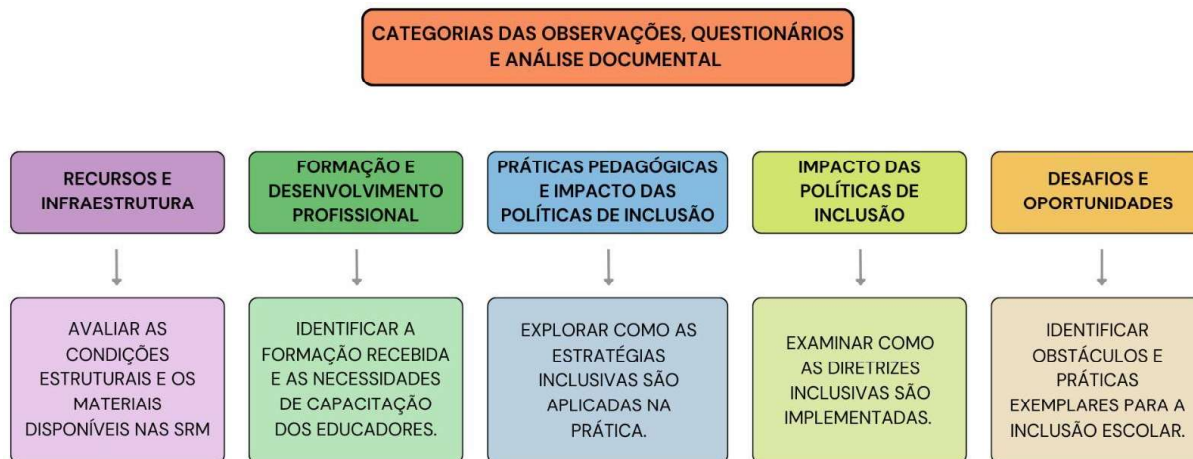 CATEGORIAS DAS OBSERVAÇÕES, QUESTIONÁRIOS
E ANÁLISE DOCUMENTAL
RECURSOS E
INFRAESTRUTURA
FORMAÇÃO E
DESENVOLVIMENTO
PROFISSIONAL
PRÁTICAS PEDAGÓGICAS
E IMPACTO DAS
POLÍTICAS DE INCLUSÃO
IMPACTO DAS
POLÍTICAS DE
INCLUSÃO
DESAFIOS E
OPORTUNIDADES
AVALIAR AS
CONDIÇÕES
ESTRUTURAIS E OS
MATERIAIS
DISPONÍVEIS NAS SRM
IDENTIFICAR A
FORMAÇÃO RECEBIDA
E AS NECESSIDADES
DE CAPACITAÇÃO
DOS EDUCADORES.
EXPLORAR COMO AS
ESTRATÉGIAS
INCLUSIVAS SÃO
APLICADAS NA
PRÁTICA.
EXAMINAR COMO
AS DIRETRIZES
INCLUSIVAS SÃO
IMPLEMENTADAS.
IDENTIFICAR
OBSTÁCULOS E
PRÁTICAS
EXEMPLARES PARA A
INCLUSÃO ESCOLAR.